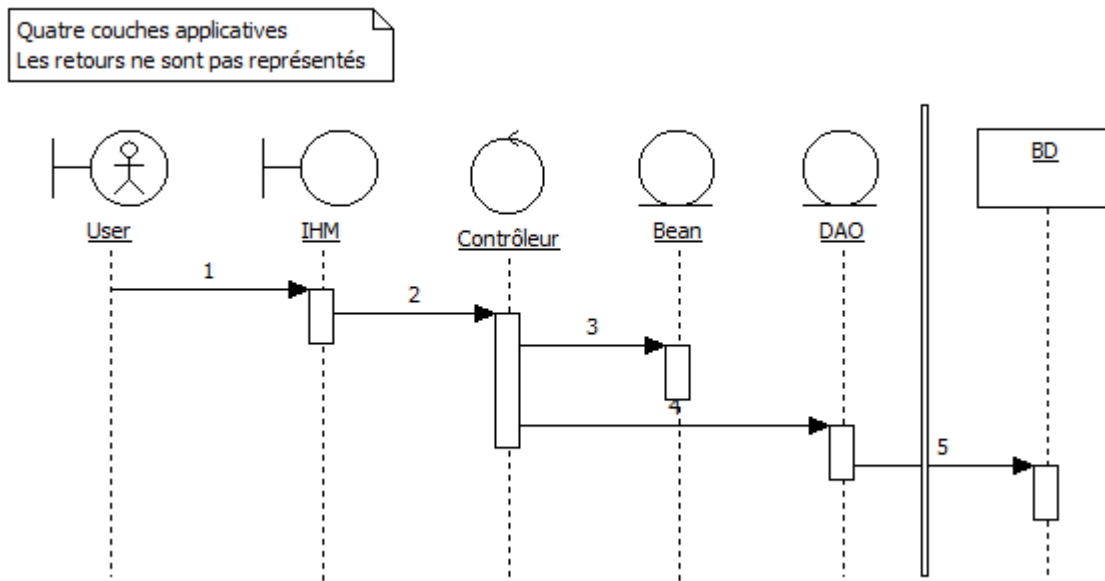 Quatre couches applicatives
Les retours ne sont pas représentés
BD
User
IHM
Contrôleur
Bean
DAO
1
2
3
4
5